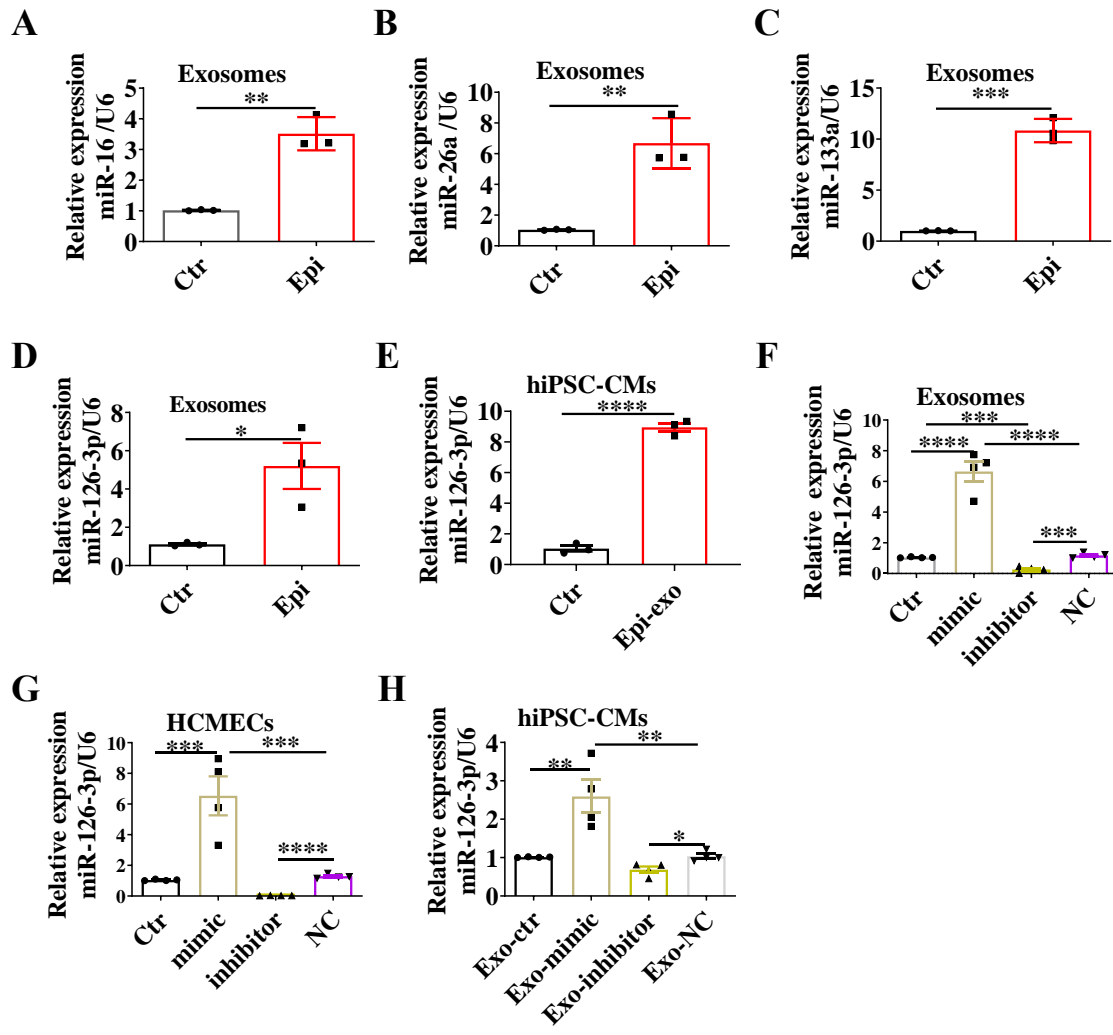 A
Exosomes
**
Relative expression
miR-16 /U6
5
4
3
2
1
0
Ctr
Epi
B
Exosomes
**
Relative expression
miR-26a /U6
10
8
6
4
2
0
Ctr
Epi
C
Exosomes
***
Relative expression
miR-133a/U6
15
10
5
0
Ctr
Epi
D
Exosomes
*
Relative expression
miR-126-3p/U6
8
6
4
2
0
Ctr
Epi
E
hiPSC-CMs
****
Relative expression
miR-126-3p/U6
10
8
6
4
2
0
Ctr
Epi-exo
F
Exosomes
***
****
****
***
Relative expression
miR-126-3p/U6
10
8
6
4
2
0
Ctr
mimic
inhibitor
NC
G
HCMECs
***
***
****
Relative expression
miR-126-3p/U6
10
8
6
4
2
0
Ctr
mimic
inhibitor
NC
H
hiPSC-CMs
**
**
*
Relative expression
miR-126-3p/U6
4
3
2
1
0
Exo-ctr
Exo-mimic
Exo-inhibitor
Exo-NC